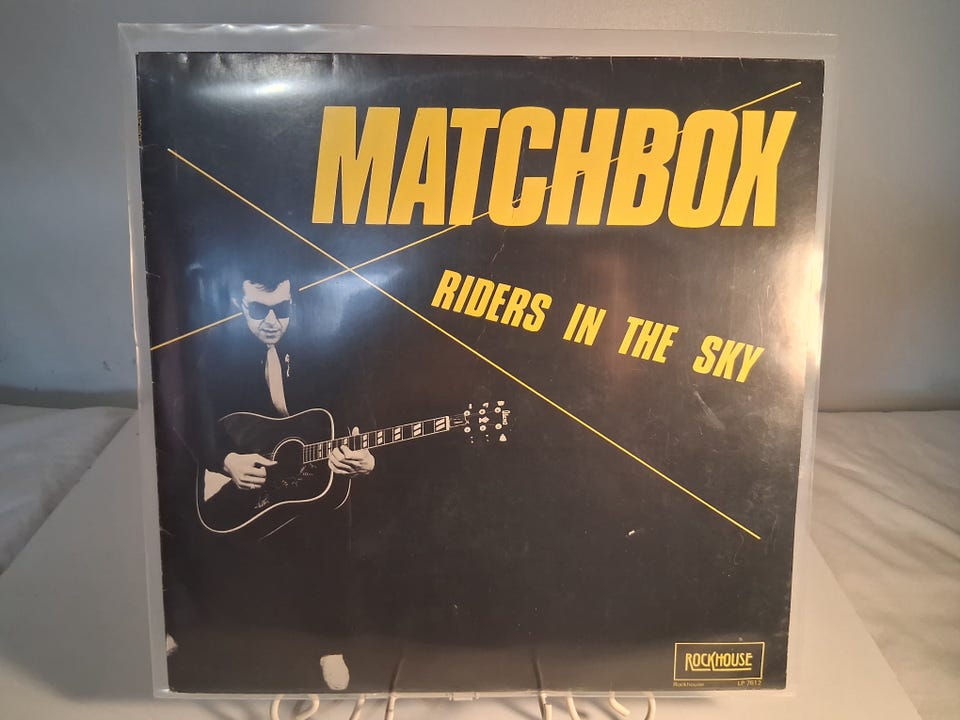 MATCHBOX
RIDERS IN THE SKY
ROCKHOUSE
Rockhouse LP 7612